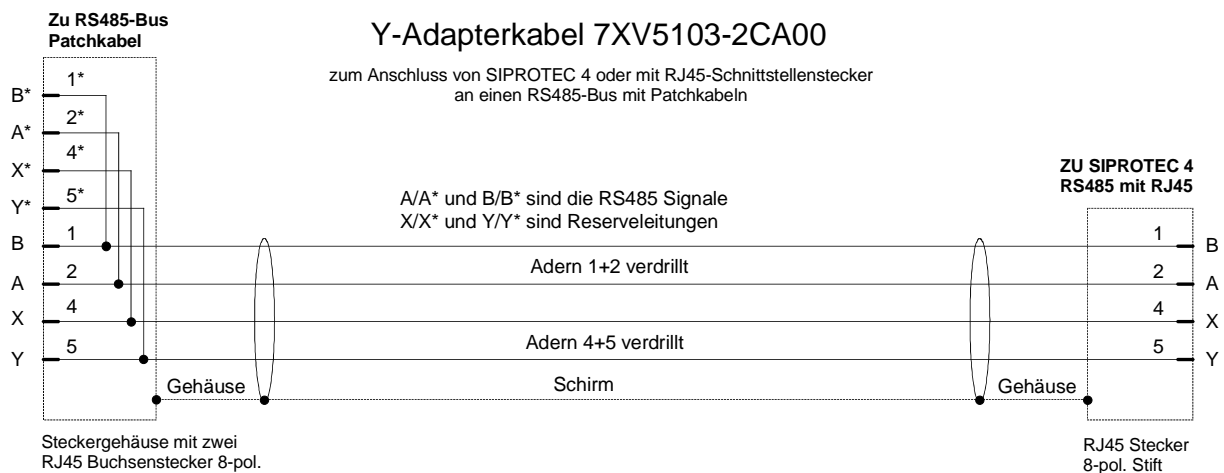 Zu RS485-Bus
Patchkabel
Y-Adapterkabel 7XV5103-2CA00
zum Anschluss von SIPROTEC 4 oder mit RJ45-Schnittstellenstecker
an einen RS485-Bus mit Patchkabeln
B* 1*
A* 2*
X* 4*
Y* 5*
ZU SIPROTEC 4
RS485 mit RJ45
A/A* und B/B* sind die RS485 Signale
X/X* und Y/Y* sind Reserveleitungen
B 1 1 B
Adern 1+2 verdrillt
A 2 2 A
X 4 4 X
Adern 4+5 verdrillt
Y 5 5 Y
Gehäuse Schirm Gehäuse
Steckergehäuse mit zwei
RJ45 Buchsenstecker 8-pol.
RJ45 Stecker
8-pol. Stift